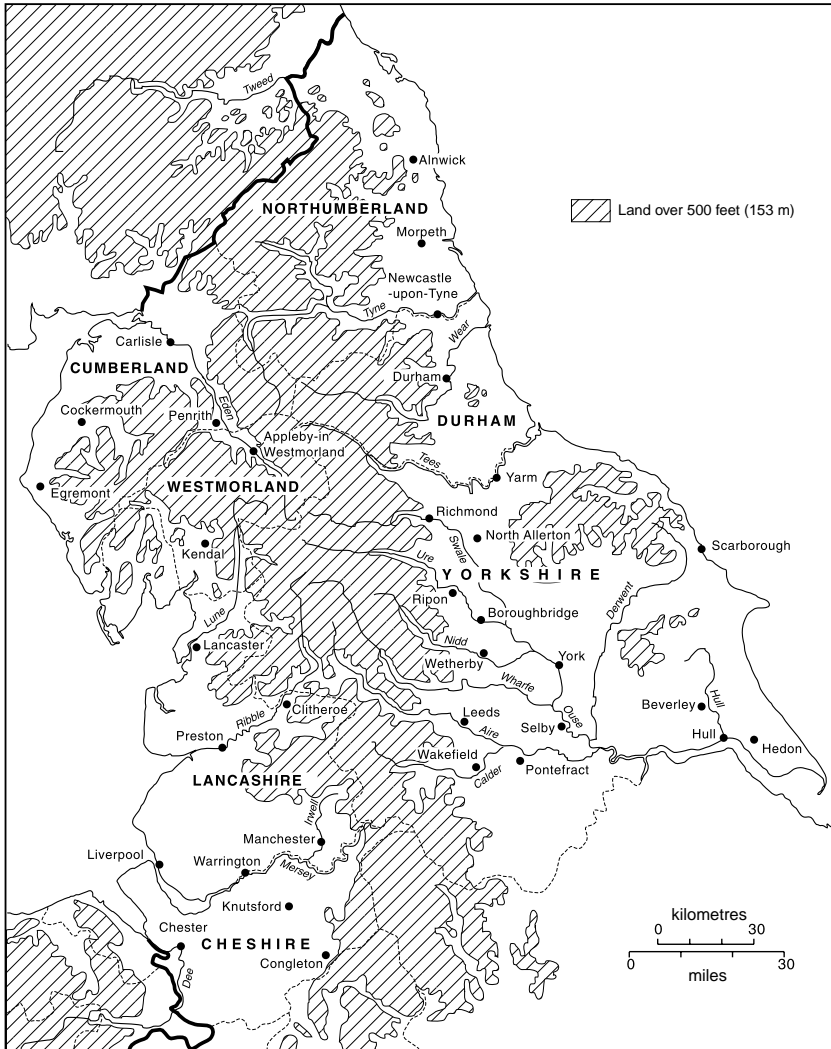 Tweed
Alnwick
NORTHUMBERLAND
Land over 500 feet (153 m)
Morpeth
Newcastle
-upon-Tyne
Tyne
Wear
Carlisle
CUMBERLAND
Durham
Eden
Cockermouth
Penrith
DURHAM
Appleby-in
Westmorland
Tees
Yarm
WESTMORLAND
Egremont
Richmond
North Allerton
Swale
Scarborough
Kendal
Ure
YORKSHIRE
Ripon
Derwent
Lune
Boroughbridge
Nidd
Lancaster
Wetherby
York
Wharfe
Clitheroe
Ribble
Leeds
Ouse
Beverley
Hull
Preston
Aire
Selby
Hull
Hedon
Wakefield
Calder
Pontefract
LANCASHIRE
Irwell
Manchester
Liverpool
Warrington
Mersey
Knutsford
Chester
CHESHIRE
Congleton
Dee
kilometres
0 30
0 30
miles